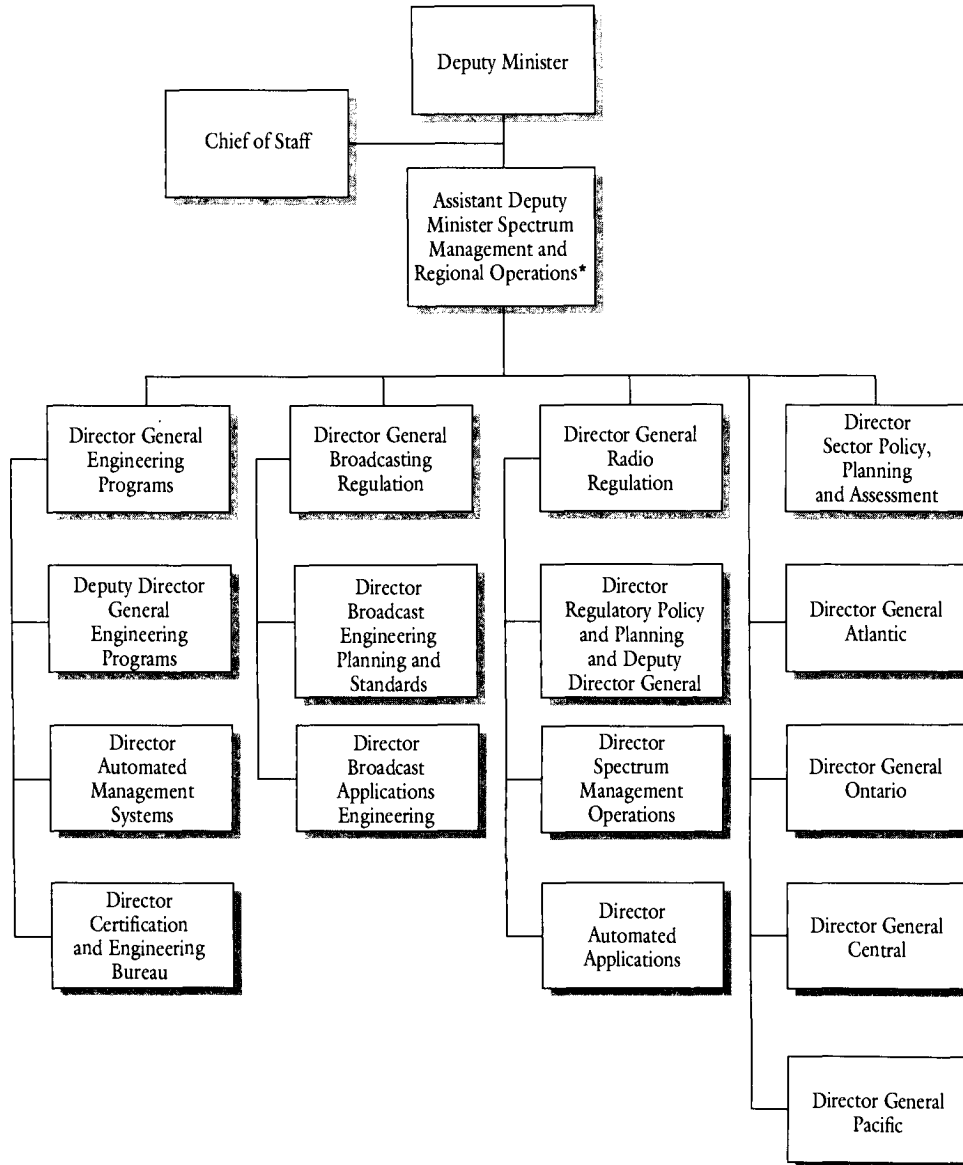 Deputy Minister
Chief of Staff
Assistant Deputy
Minister Spectrum
Management and
Regional Operations*
Director General
Engineering
Programs
Director General
Broadcasting
Regulation
Director General
Radio
Regulation
Director
Sector Policy,
Planning
and Assessment
Deputy Director
General
Engineering
Programs
Director
Broadcast
Engineering
Planning and
Standards
Director
Regulatory Policy
and Planning
and Deputy
Director General
Director General
Atlantic
Director
Automated
Management
Systems
Director
Broadcast
Applications
Engineering
Director
Spectrum
Management
Operations
Director General
Ontario
Director
Certification
and Engineering
Bureau
Director
Automated
Applications
Director General
Central
Director General
Pacific